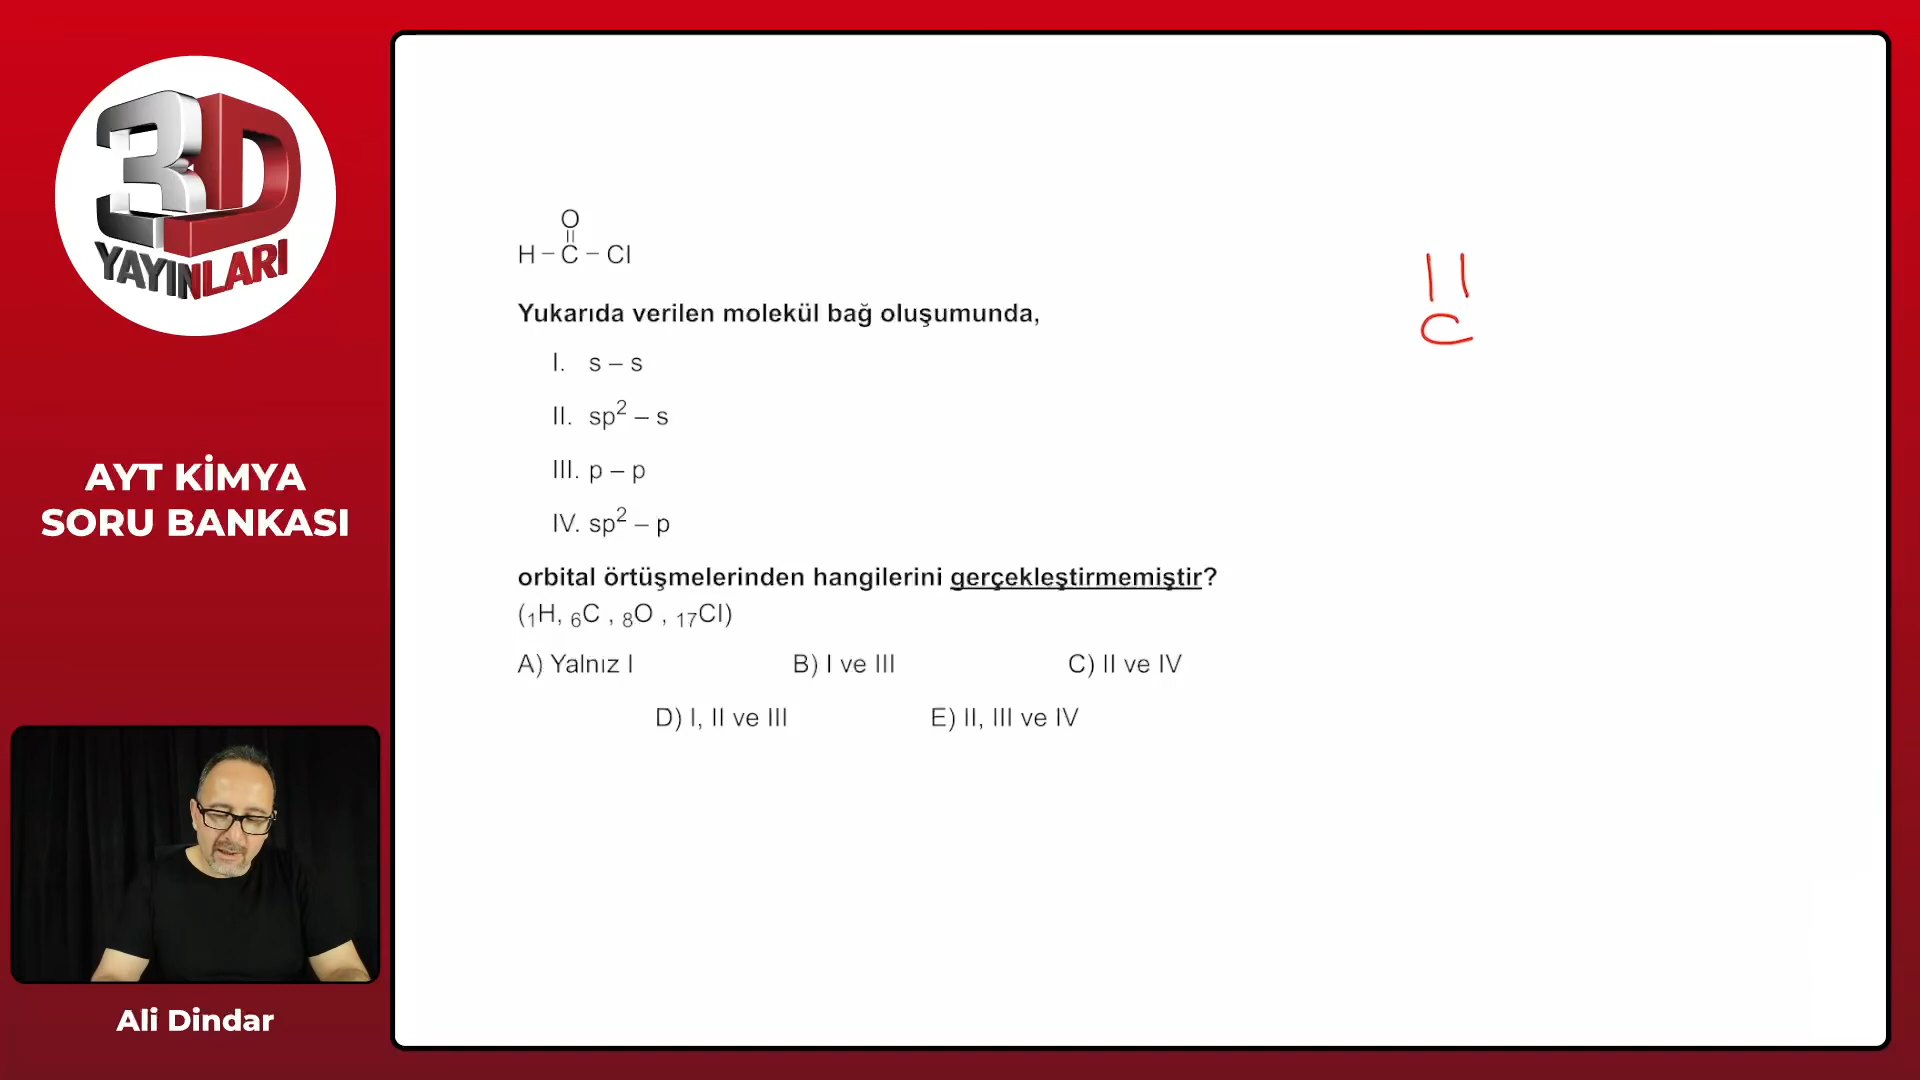 3D
YAYINLARI
AYT KİMYA
SORU BANKASI
Ali Dindar
O
||
H – C – Cl
Yukarıda verilen molekül bağ oluşumunda,
I. s – s
II. sp² – s
III. p – p
IV. sp² – p
orbital örtüşmelerinden hangilerini gerçekleştirmemiştir?
(₁H, ₆C , ₈O , ₁₇Cl)
A) Yalnız I B) I ve III C) II ve IV
D) I, II ve III E) II, III ve IV
||
C